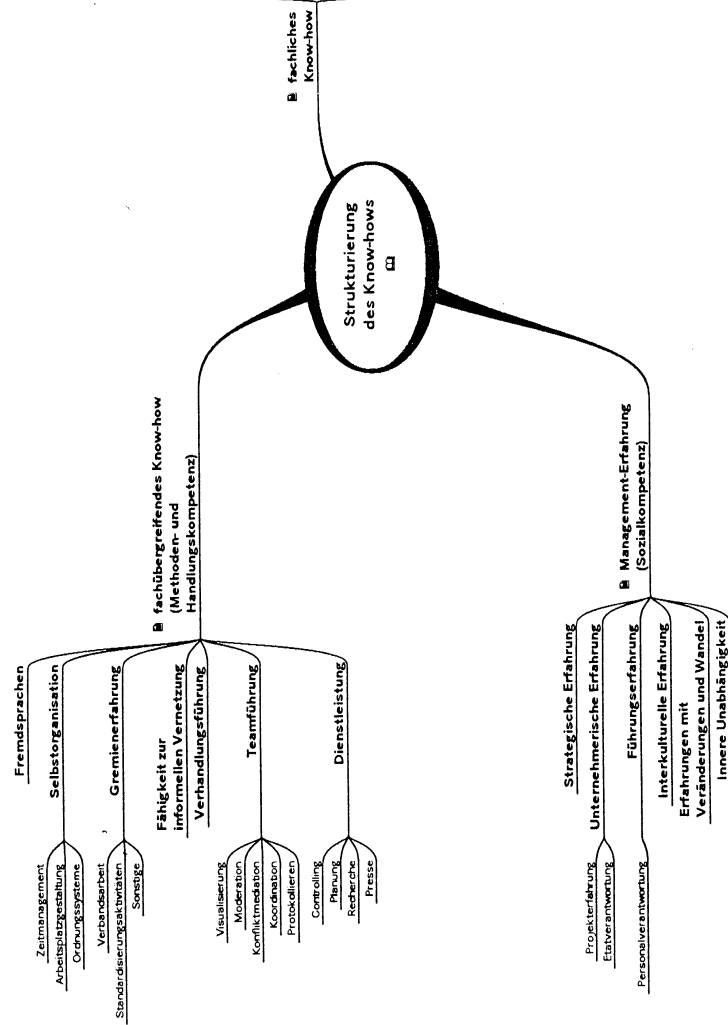 Strukturierung
des Know-hows
fachliches
Know-how
fachübergreifendes Know-how
(Methoden- und
Handlungskompetenz)
Fremdsprachen
Selbstorganisation
Zeitmanagement
Arbeitsplatzgestaltung
Ordnungssysteme
Gremienerfahrung
Verbandsarbeit
Standardisierungsaktivitäten
Sonstige
Fähigkeit zur
informellen Vernetzung
Verhandlungsführung
Teamführung
Visualisierung
Moderation
Konfliktmediation
Koordination
Protokollieren
Dienstleistung
Controlling
Planung
Recherche
Presse
Management-Erfahrung
(Sozialkompetenz)
Strategische Erfahrung
Unternehmerische Erfahrung
Projekterfahrung
Etatverantwortung
Führungserfahrung
Personalverantwortung
Interkulturelle Erfahrung
Erfahrungen mit
Veränderungen und Wandel
Innere Unabhängigkeit